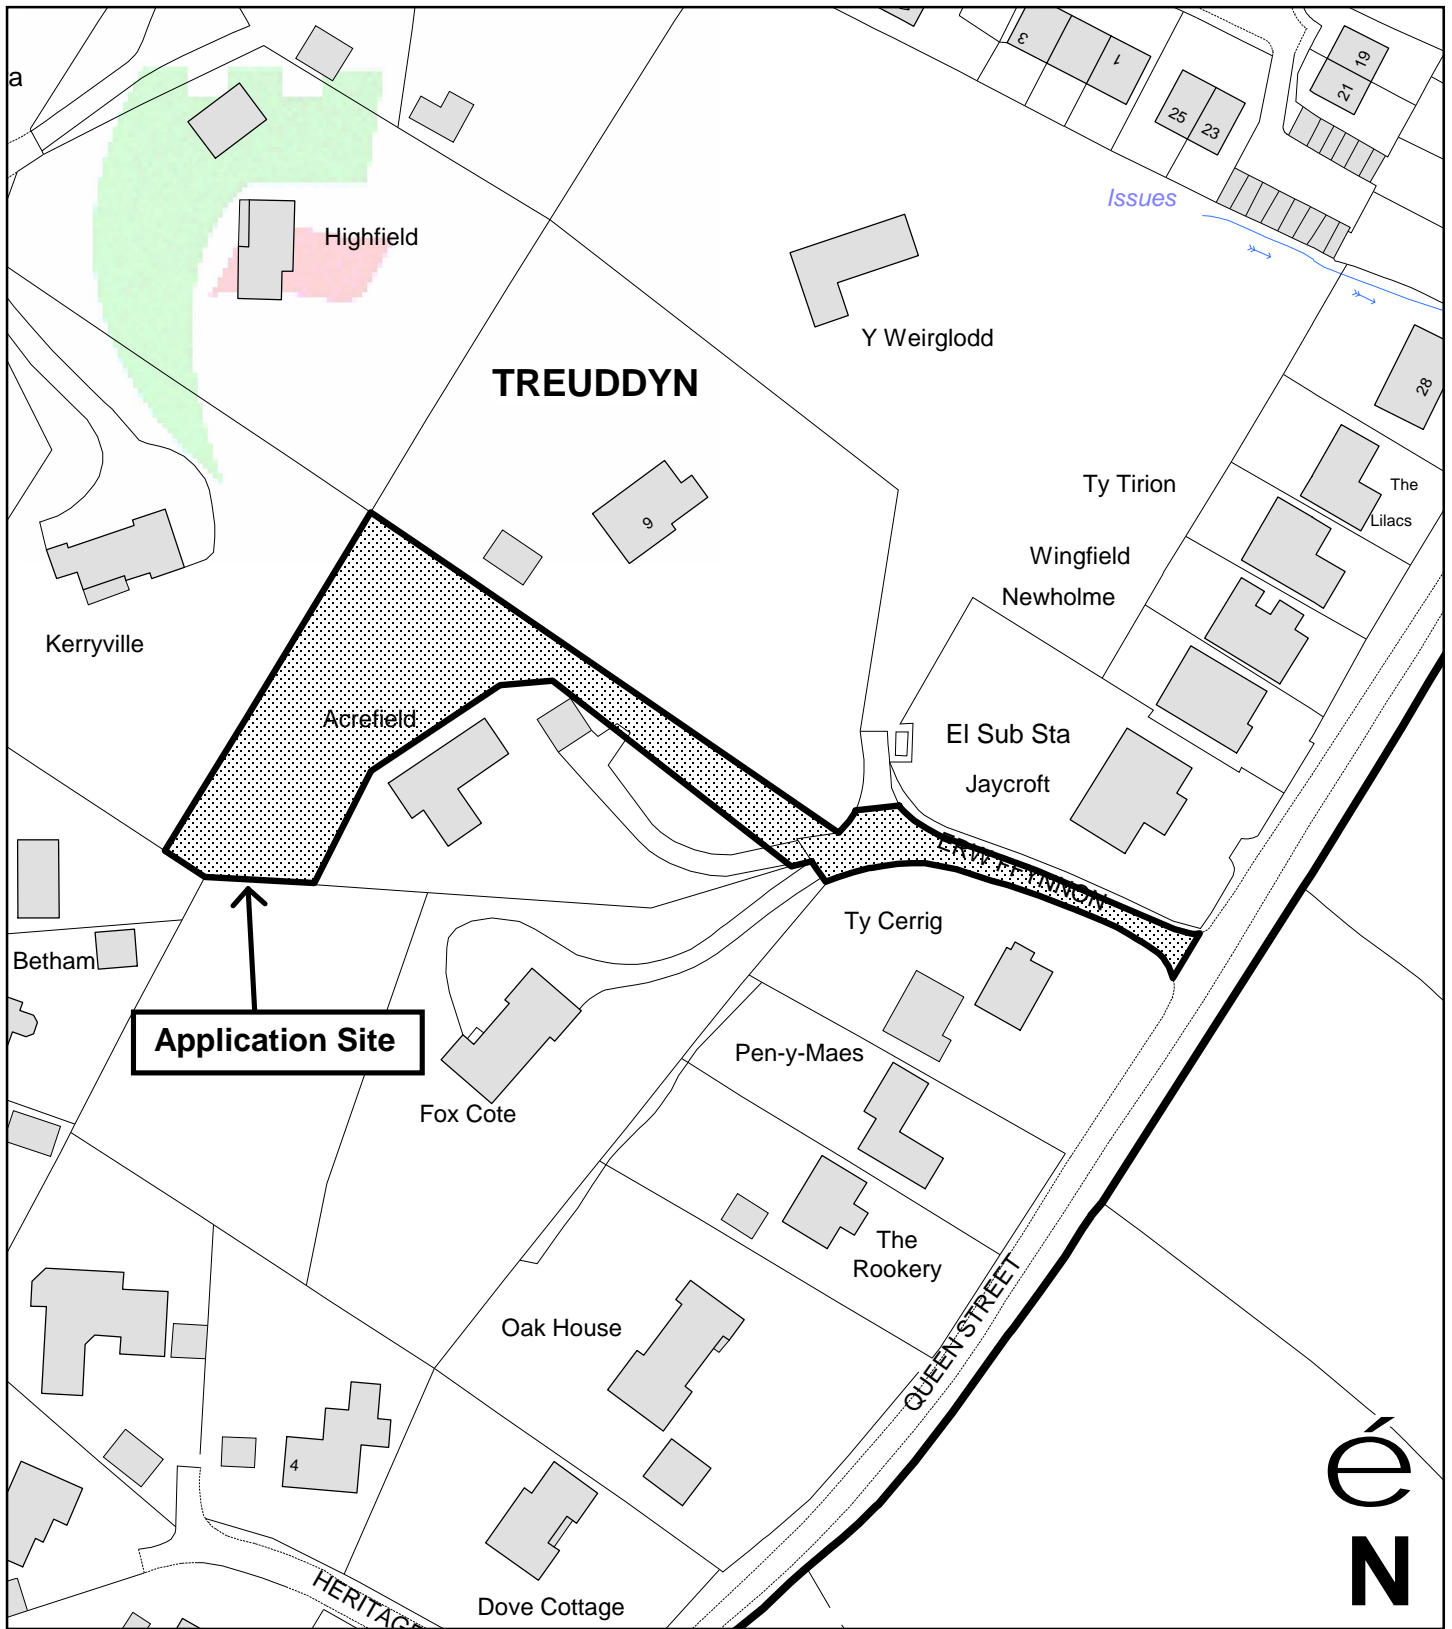 a
3
1
19
21
25
23
Issues
Highfield
Y Weirglodd
TREUDDYN
28
Ty Tirion
The
Lilacs
9
Wingfield
Newholme
Kerryville
Acrefield
El Sub Sta
Jaycroft
ERW FFYNNON
Ty Cerrig
Betham
Application Site
Pen-y-Maes
Fox Cote
The
Rookery
QUEEN STREET
Oak House
4
é
N
HERITAGE
Dove Cottage